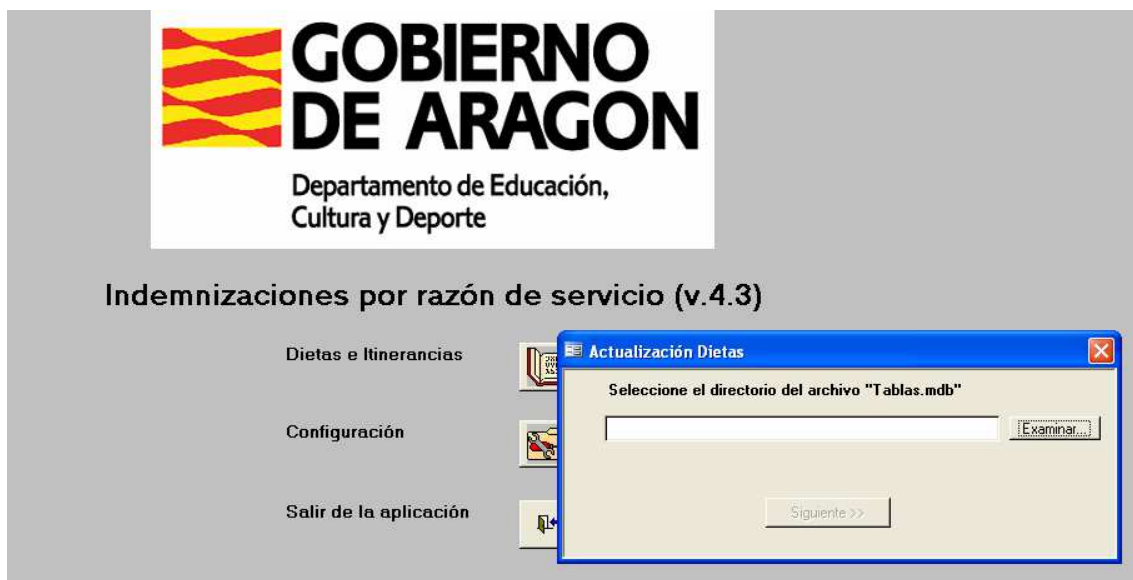 GOBIERNO
DE ARAGON
Departamento de Educación,
Cultura y Deporte
Indemnizaciones por razón de servicio (v.4.3)
Dietas e Itinerancias
Configuración
Salir de la aplicación
Actualización Dietas
Seleccione el directorio del archivo "Tablas.mdb"
Examinar...
Siguiente >>